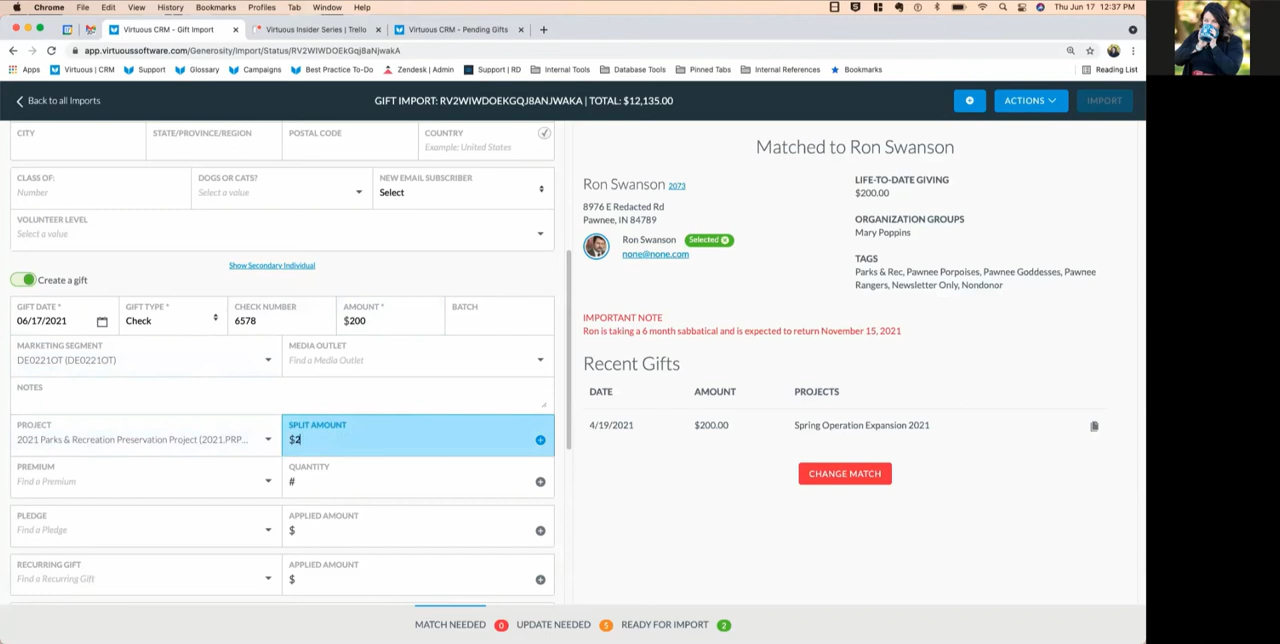 Chrome File Edit View History Bookmarks Profiles Tab Window Help Thu Jun 17 12:37 PM
Virtuous CRM - Gift Import Virtuous Insider Series | Trello Virtuous CRM - Pending Gifts
app.virtuoussoftware.com/Generosity/Import/Status/RV2WIWDOEkGqj8aNjwakA
Apps Virtuous | CRM Support Glossary Campaigns Best Practice To-Do Zendesk | Admin Support | RD Internal Tools Database Tools Pinned Tabs Internal References Bookmarks Reading List
Back to all Imports GIFT IMPORT: RV2WIWDOEKGQJ8ANJWAKA | TOTAL: $12,135.00 ACTIONS IMPORT
CITY STATE/PROVINCE/REGION POSTAL CODE COUNTRY
Example: United States
CLASS OF: DOGS OR CATS? NEW EMAIL SUBSCRIBER
Number Select a value Select
VOLUNTEER LEVEL
Select a value
Show Secondary Individual
Create a gift
GIFT DATE * GIFT TYPE * CHECK NUMBER AMOUNT * BATCH
06/17/2021 Check 6578 $200
MARKETING SEGMENT MEDIA OUTLET
DE0221OT (DE0221OT) Find a Media Outlet
NOTES
PROJECT SPLIT AMOUNT
2021 Parks & Recreation Preservation Project (2021.PRP... $2
PREMIUM QUANTITY
Find a Premium #
PLEDGE APPLIED AMOUNT
Find a Pledge $
RECURRING GIFT APPLIED AMOUNT
Find a Recurring Gift $
Matched to Ron Swanson
Ron Swanson 2073
8976 E Redacted Rd
Pawnee, IN 84789
Ron Swanson Selected
none@none.com
LIFE-TO-DATE GIVING
$200.00
ORGANIZATION GROUPS
Mary Poppins
TAGS
Parks & Rec, Pawnee Porpoises, Pawnee Goddesses, Pawnee
Rangers, Newsletter Only, Nondonor
IMPORTANT NOTE
Ron is taking a 6 month sabbatical and is expected to return November 15, 2021
Recent Gifts
DATE AMOUNT PROJECTS
4/19/2021 $200.00 Spring Operation Expansion 2021
CHANGE MATCH
MATCH NEEDED 0 UPDATE NEEDED 5 READY FOR IMPORT 2